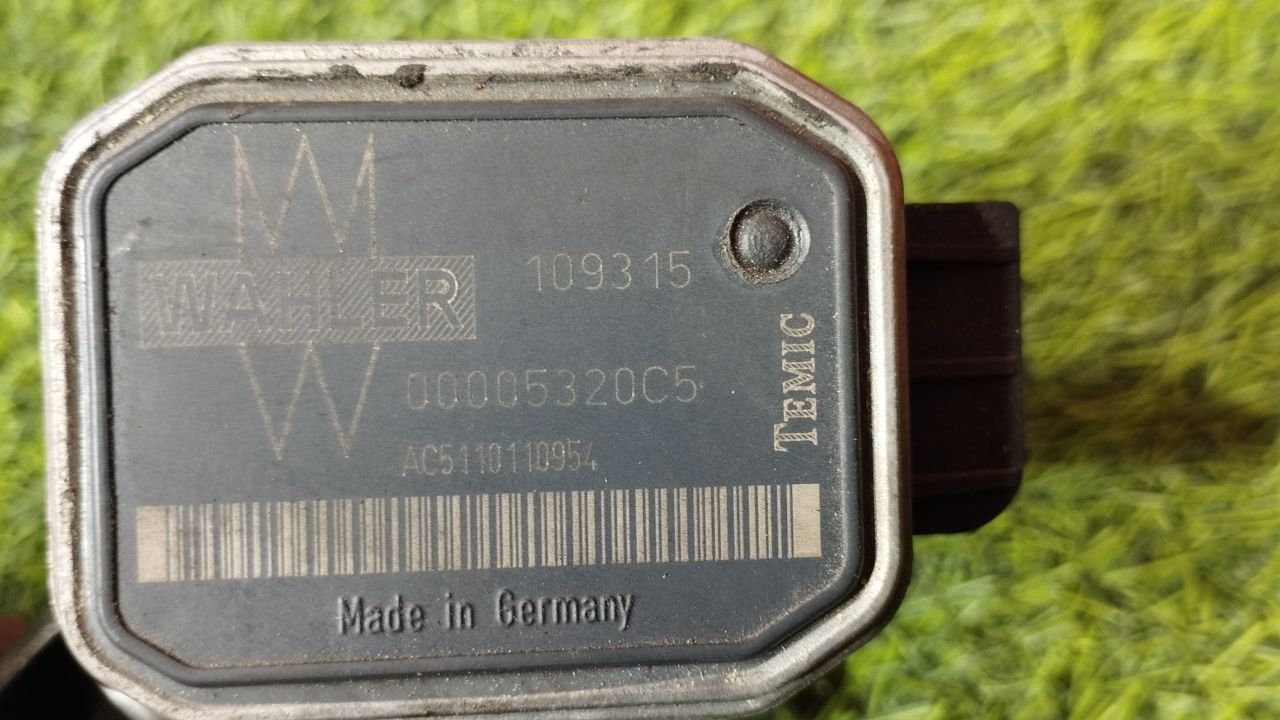 WAHLER
109315
00005320C5
AC5110110954
TEMIC
Made in Germany